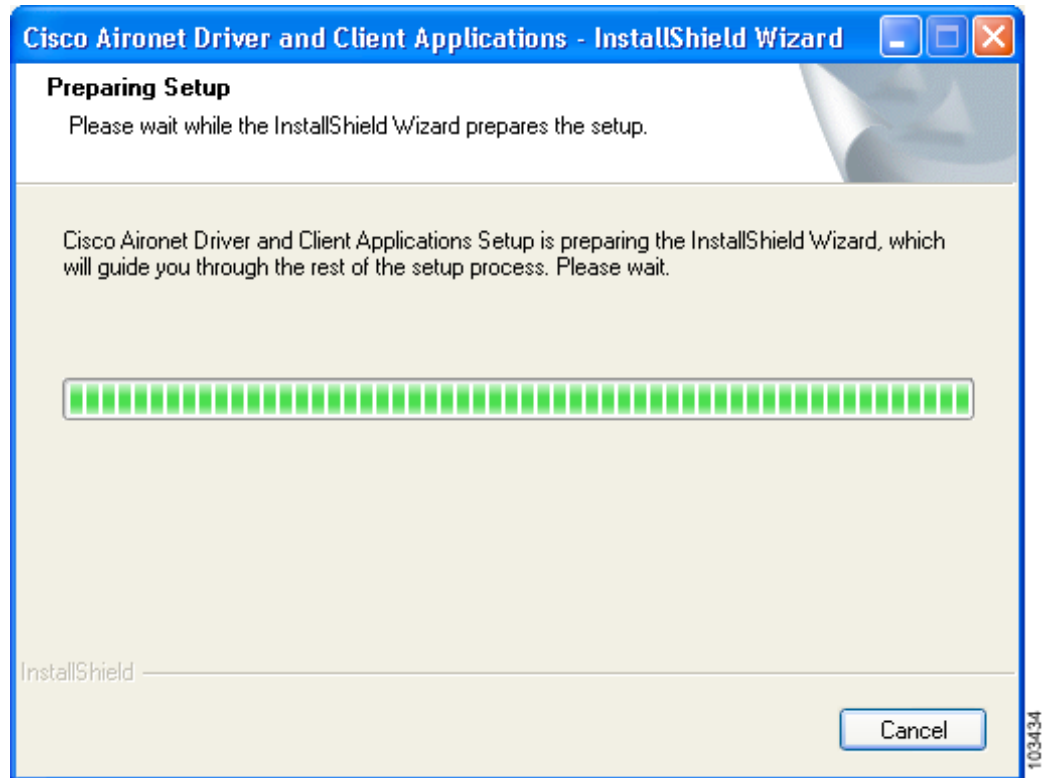 Cisco Aironet Driver and Client Applications - InstallShield Wizard
Preparing Setup
Please wait while the InstallShield Wizard prepares the setup.
Cisco Aironet Driver and Client Applications Setup is preparing the InstallShield Wizard, which
will guide you through the rest of the setup process. Please wait.
InstallShield
Cancel
103434